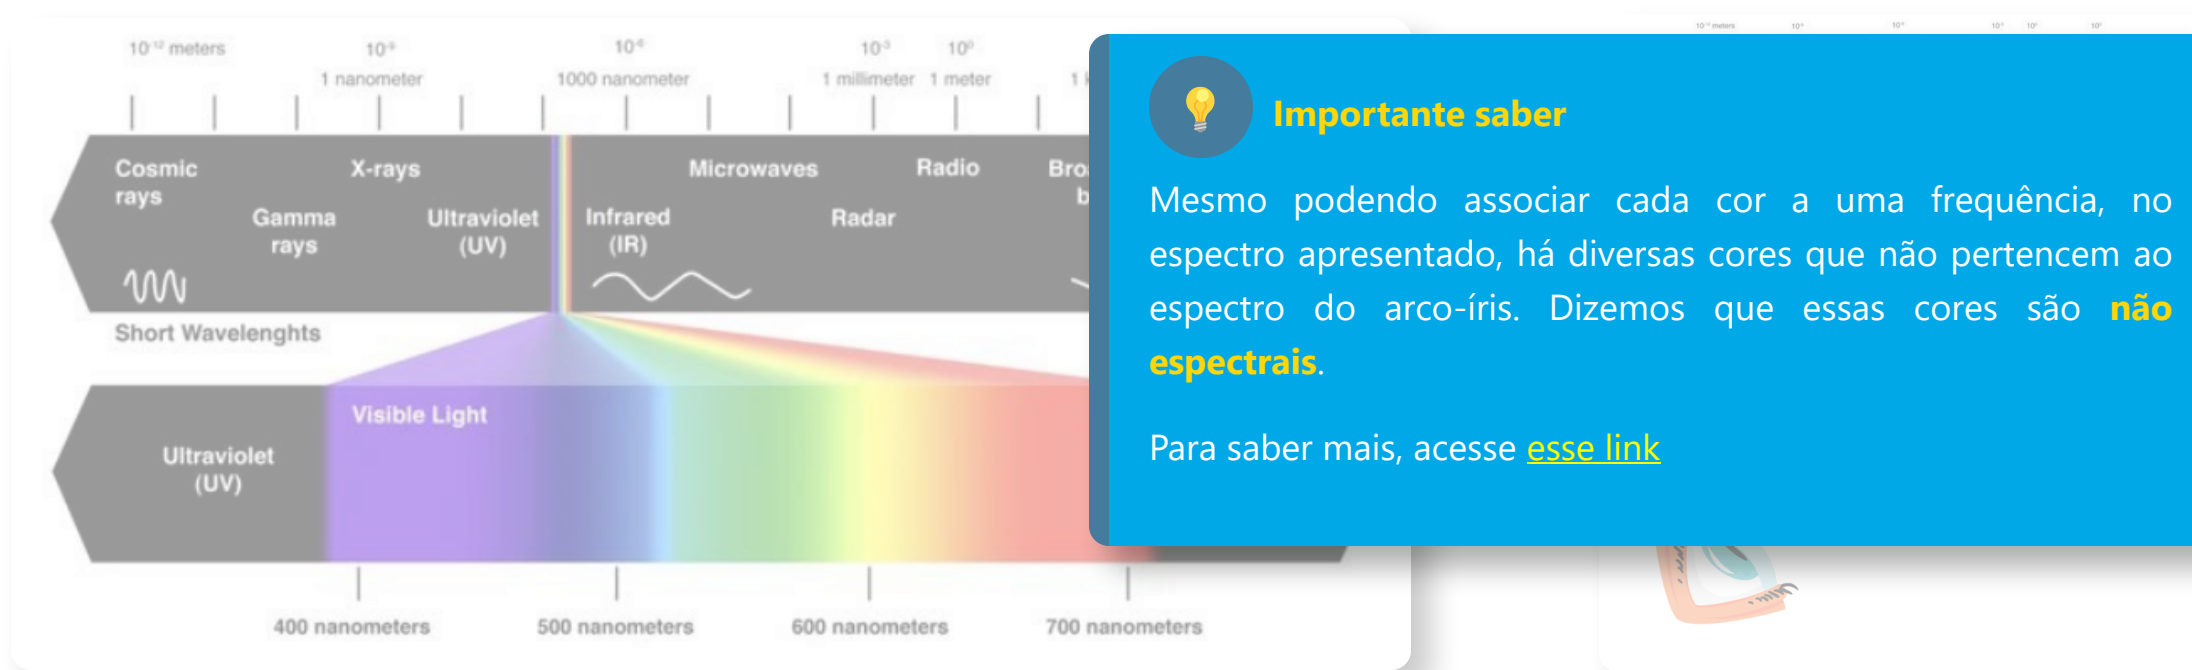 10⁻¹² meters 10⁻⁹ 10⁻⁶ 10⁻³ 10⁰
1 nanometer 1000 nanometer 1 millimeter 1 meter 1
Cosmic
rays
X-rays
Microwaves
Radio
Gamma
rays
Ultraviolet
(UV)
Infrared
(IR)
Radar
Short Wavelenghts
Visible Light
Ultraviolet
(UV)
400 nanometers 500 nanometers 600 nanometers 700 nanometers
Importante saber
Mesmo podendo associar cada cor a uma frequência, no
espectro apresentado, há diversas cores que não pertencem ao
espectro do arco-íris. Dizemos que essas cores são não
espectrais.
Para saber mais, acesse esse link